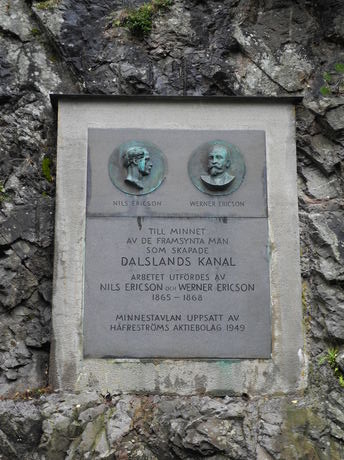 NILS ERICSON WERNER ERICSON
TILL MINNET
AV DE FRAMSYNTA MÄN
SOM SKAPADE
DALSLANDS KANAL
ARBETET UTFÖRDES AV
NILS ERICSON OCH WERNER ERICSON
1865 – 1868
MINNESTAVLAN UPPSATT AV
HÅFRESTRÖMS AKTIEBOLAG 1949